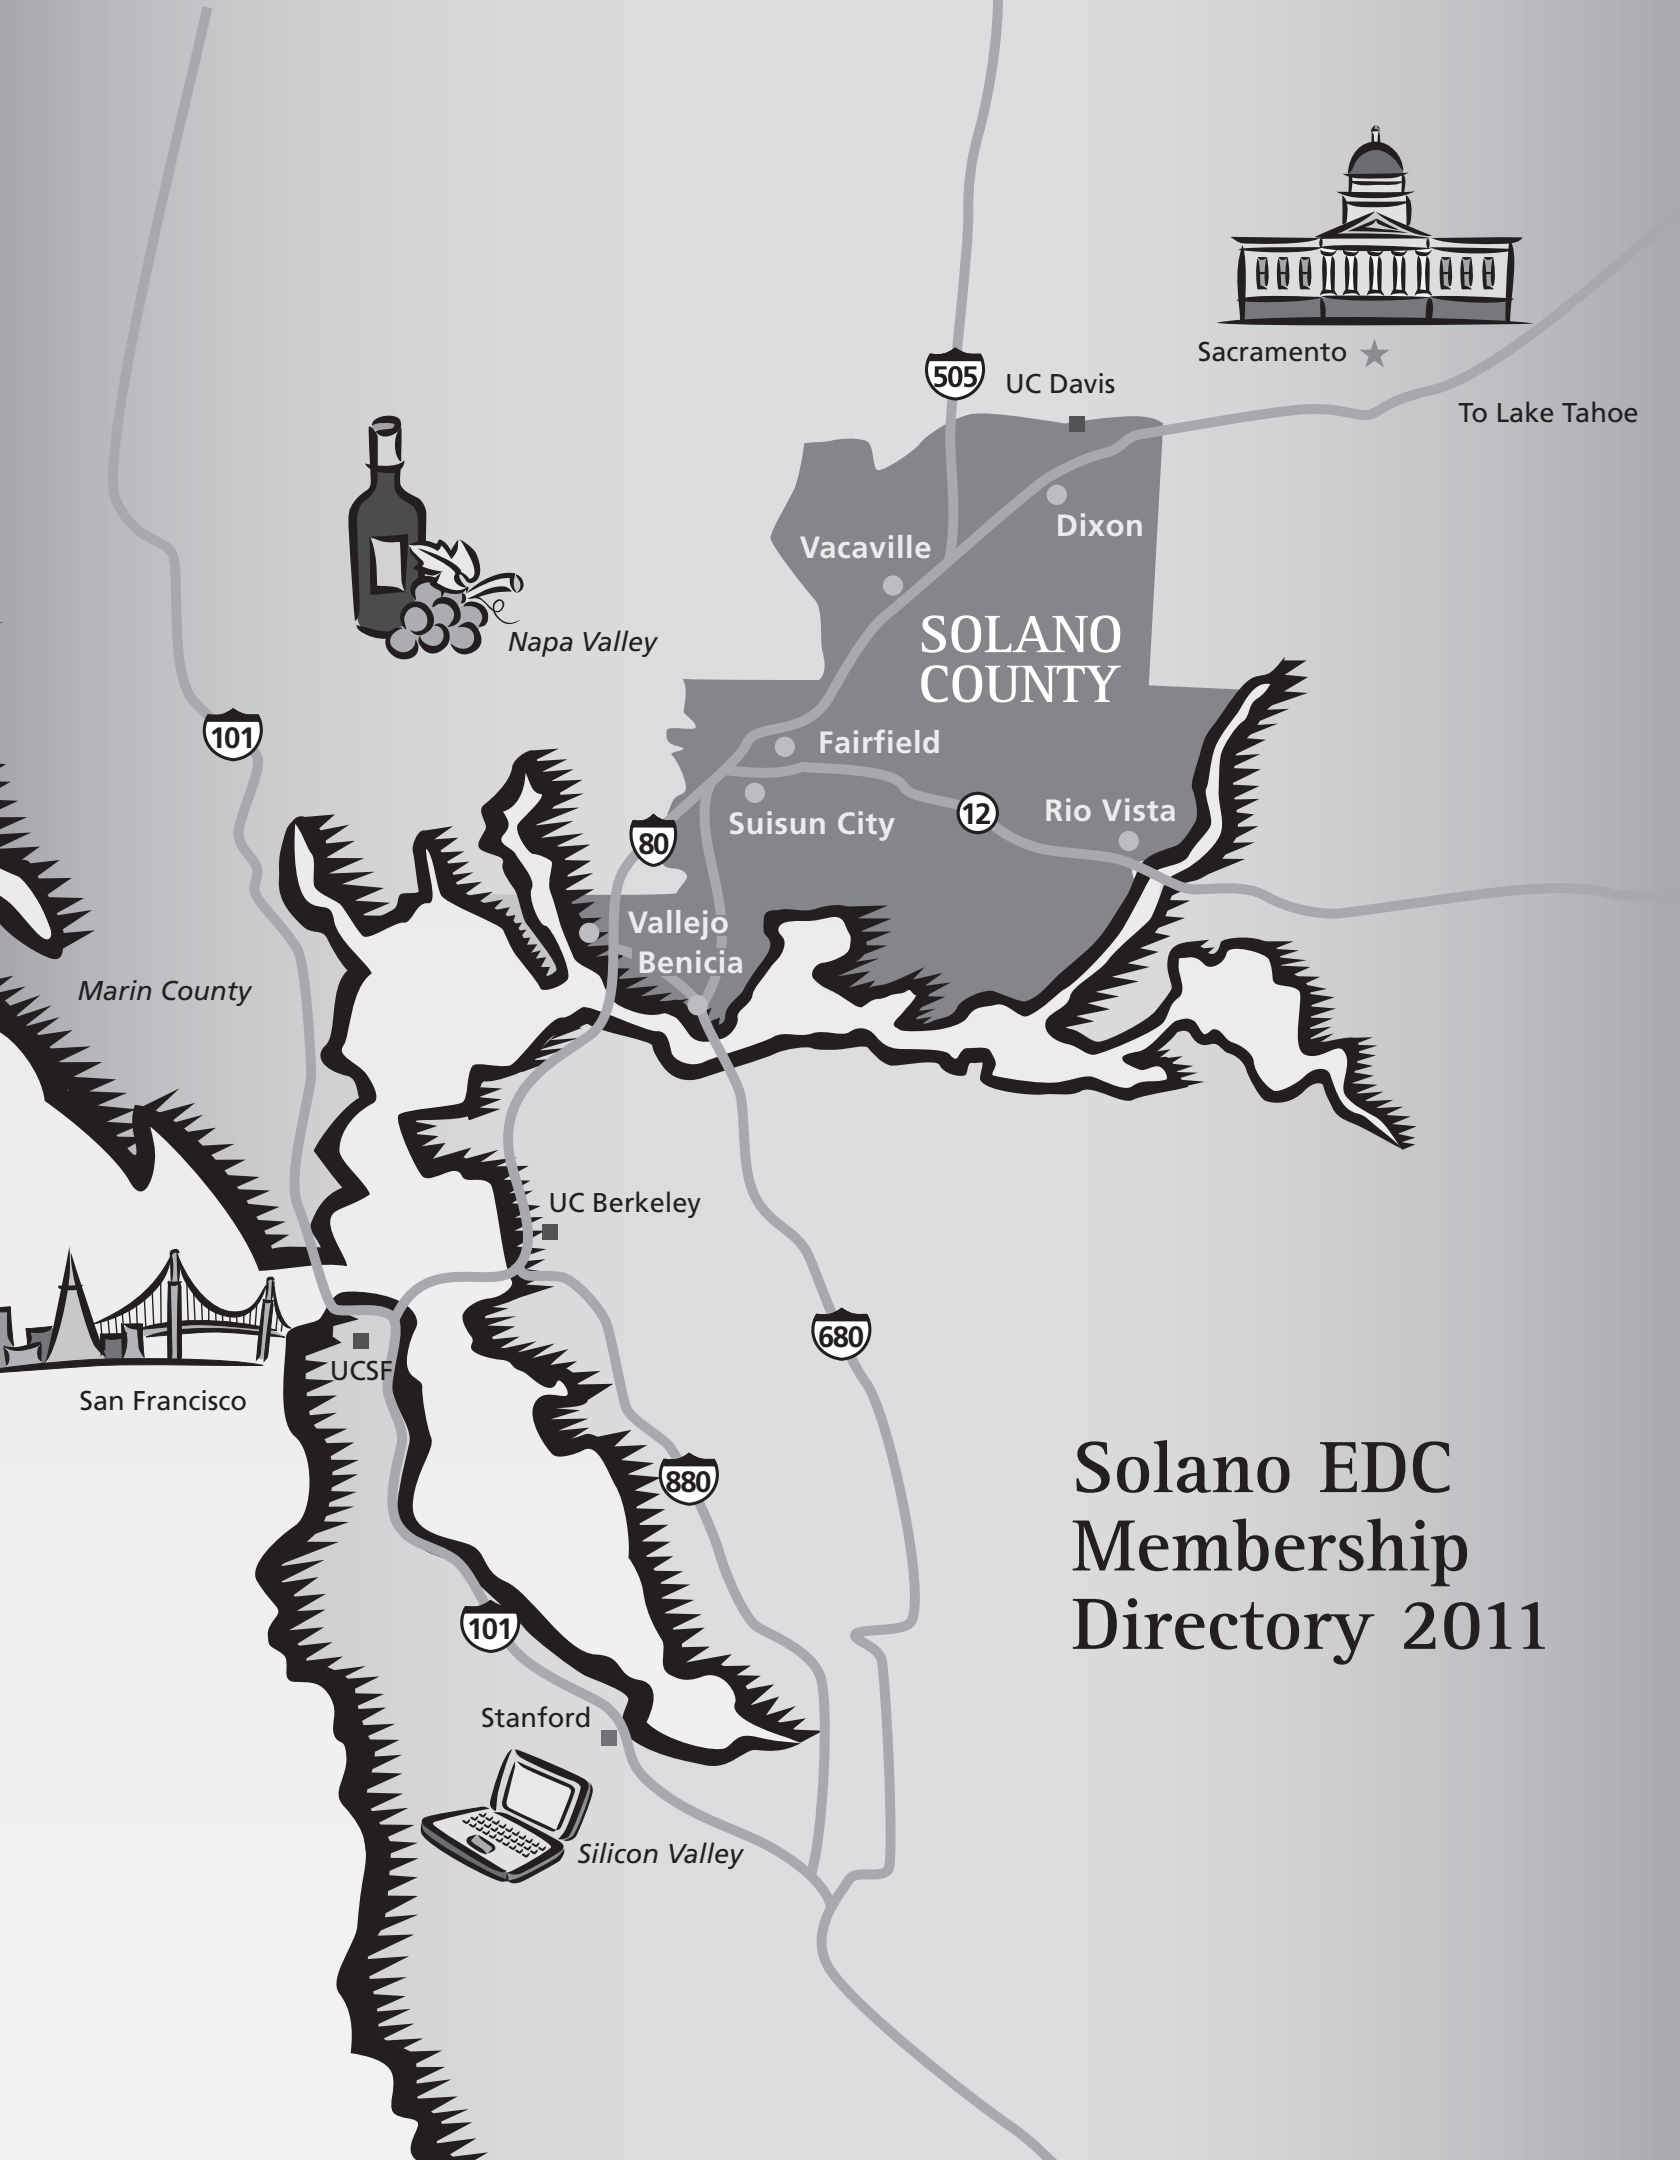 Sacramento
505
UC Davis
To Lake Tahoe
Dixon
Vacaville
SOLANO
COUNTY
Napa Valley
101
Fairfield
Suisun City
12
Rio Vista
80
Vallejo
Benicia
Marin County
UC Berkeley
680
UCSF
San Francisco
880
Solano EDC
Membership
Directory 2011
101
Stanford
Silicon Valley